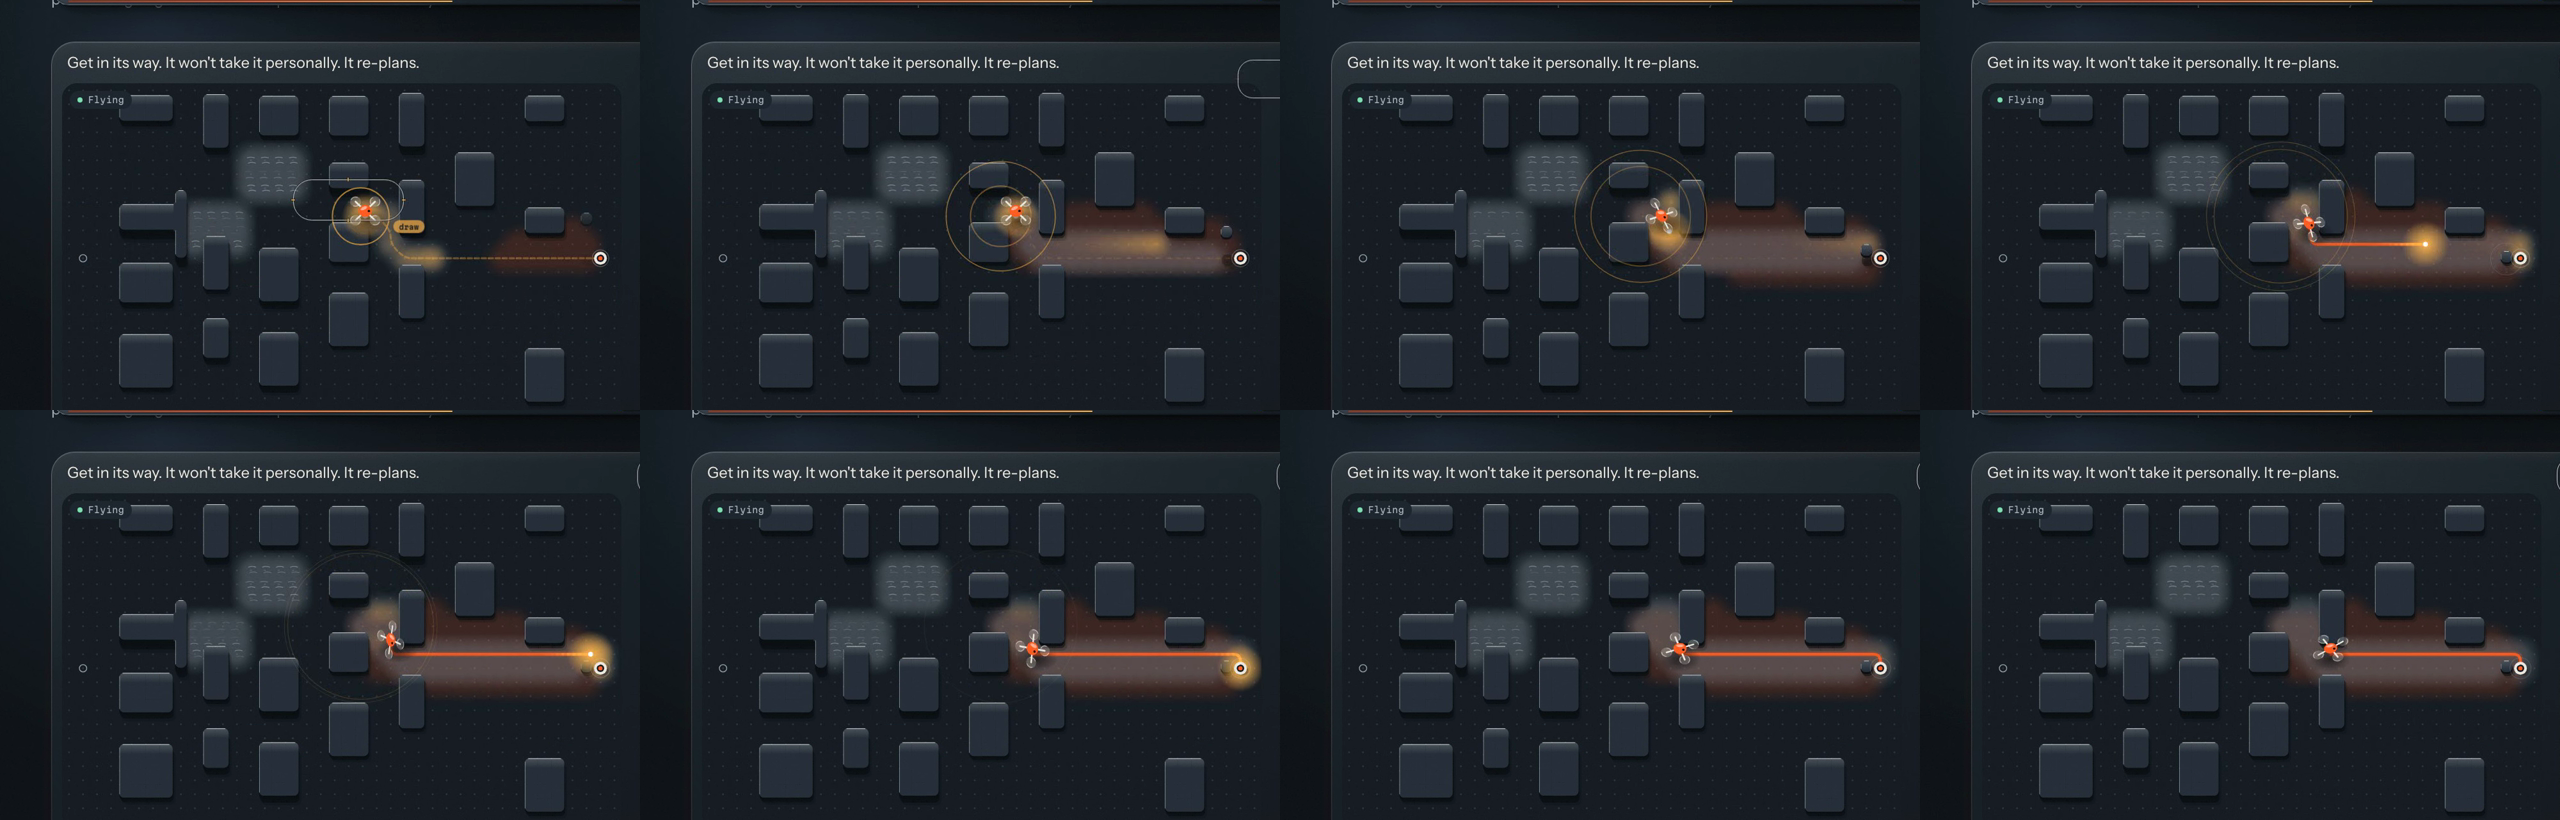 Get in its way. It won't take it personally. It re-plans.
Flying
draw
Get in its way. It won't take it personally. It re-plans.
Flying
Get in its way. It won't take it personally. It re-plans.
Flying
Get in its way. It won't take it personally. It re-plans.
Flying
Get in its way. It won't take it personally. It re-plans.
Flying
Get in its way. It won't take it personally. It re-plans.
Flying
Get in its way. It won't take it personally. It re-plans.
Flying
Get in its way. It won't take it personally. It re-plans.
Flying